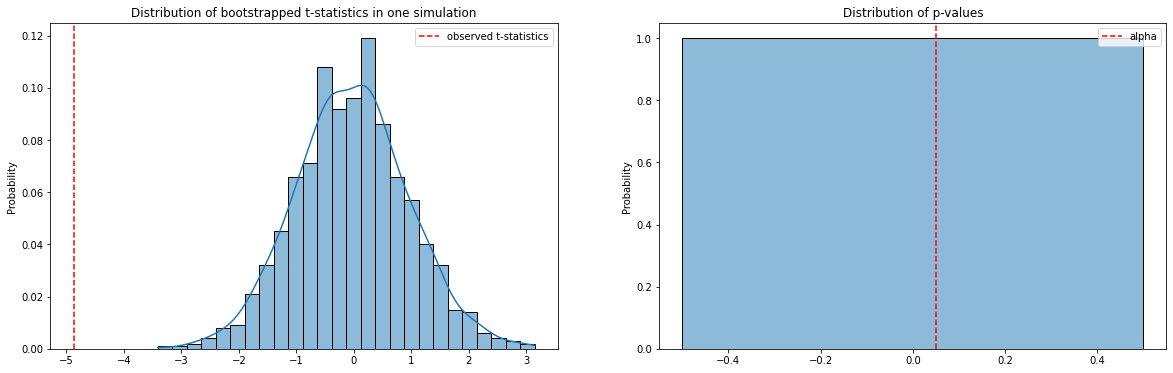 Distribution of bootstrapped t-statistics in one simulation
observed t-statistics
Probability
0.12
0.10
0.08
0.06
0.04
0.02
0.00
−5 −4 −3 −2 −1 0 1 2 3
Distribution of p-values
alpha
Probability
1.0
0.8
0.6
0.4
0.2
0.0
−0.4 −0.2 0.0 0.2 0.4